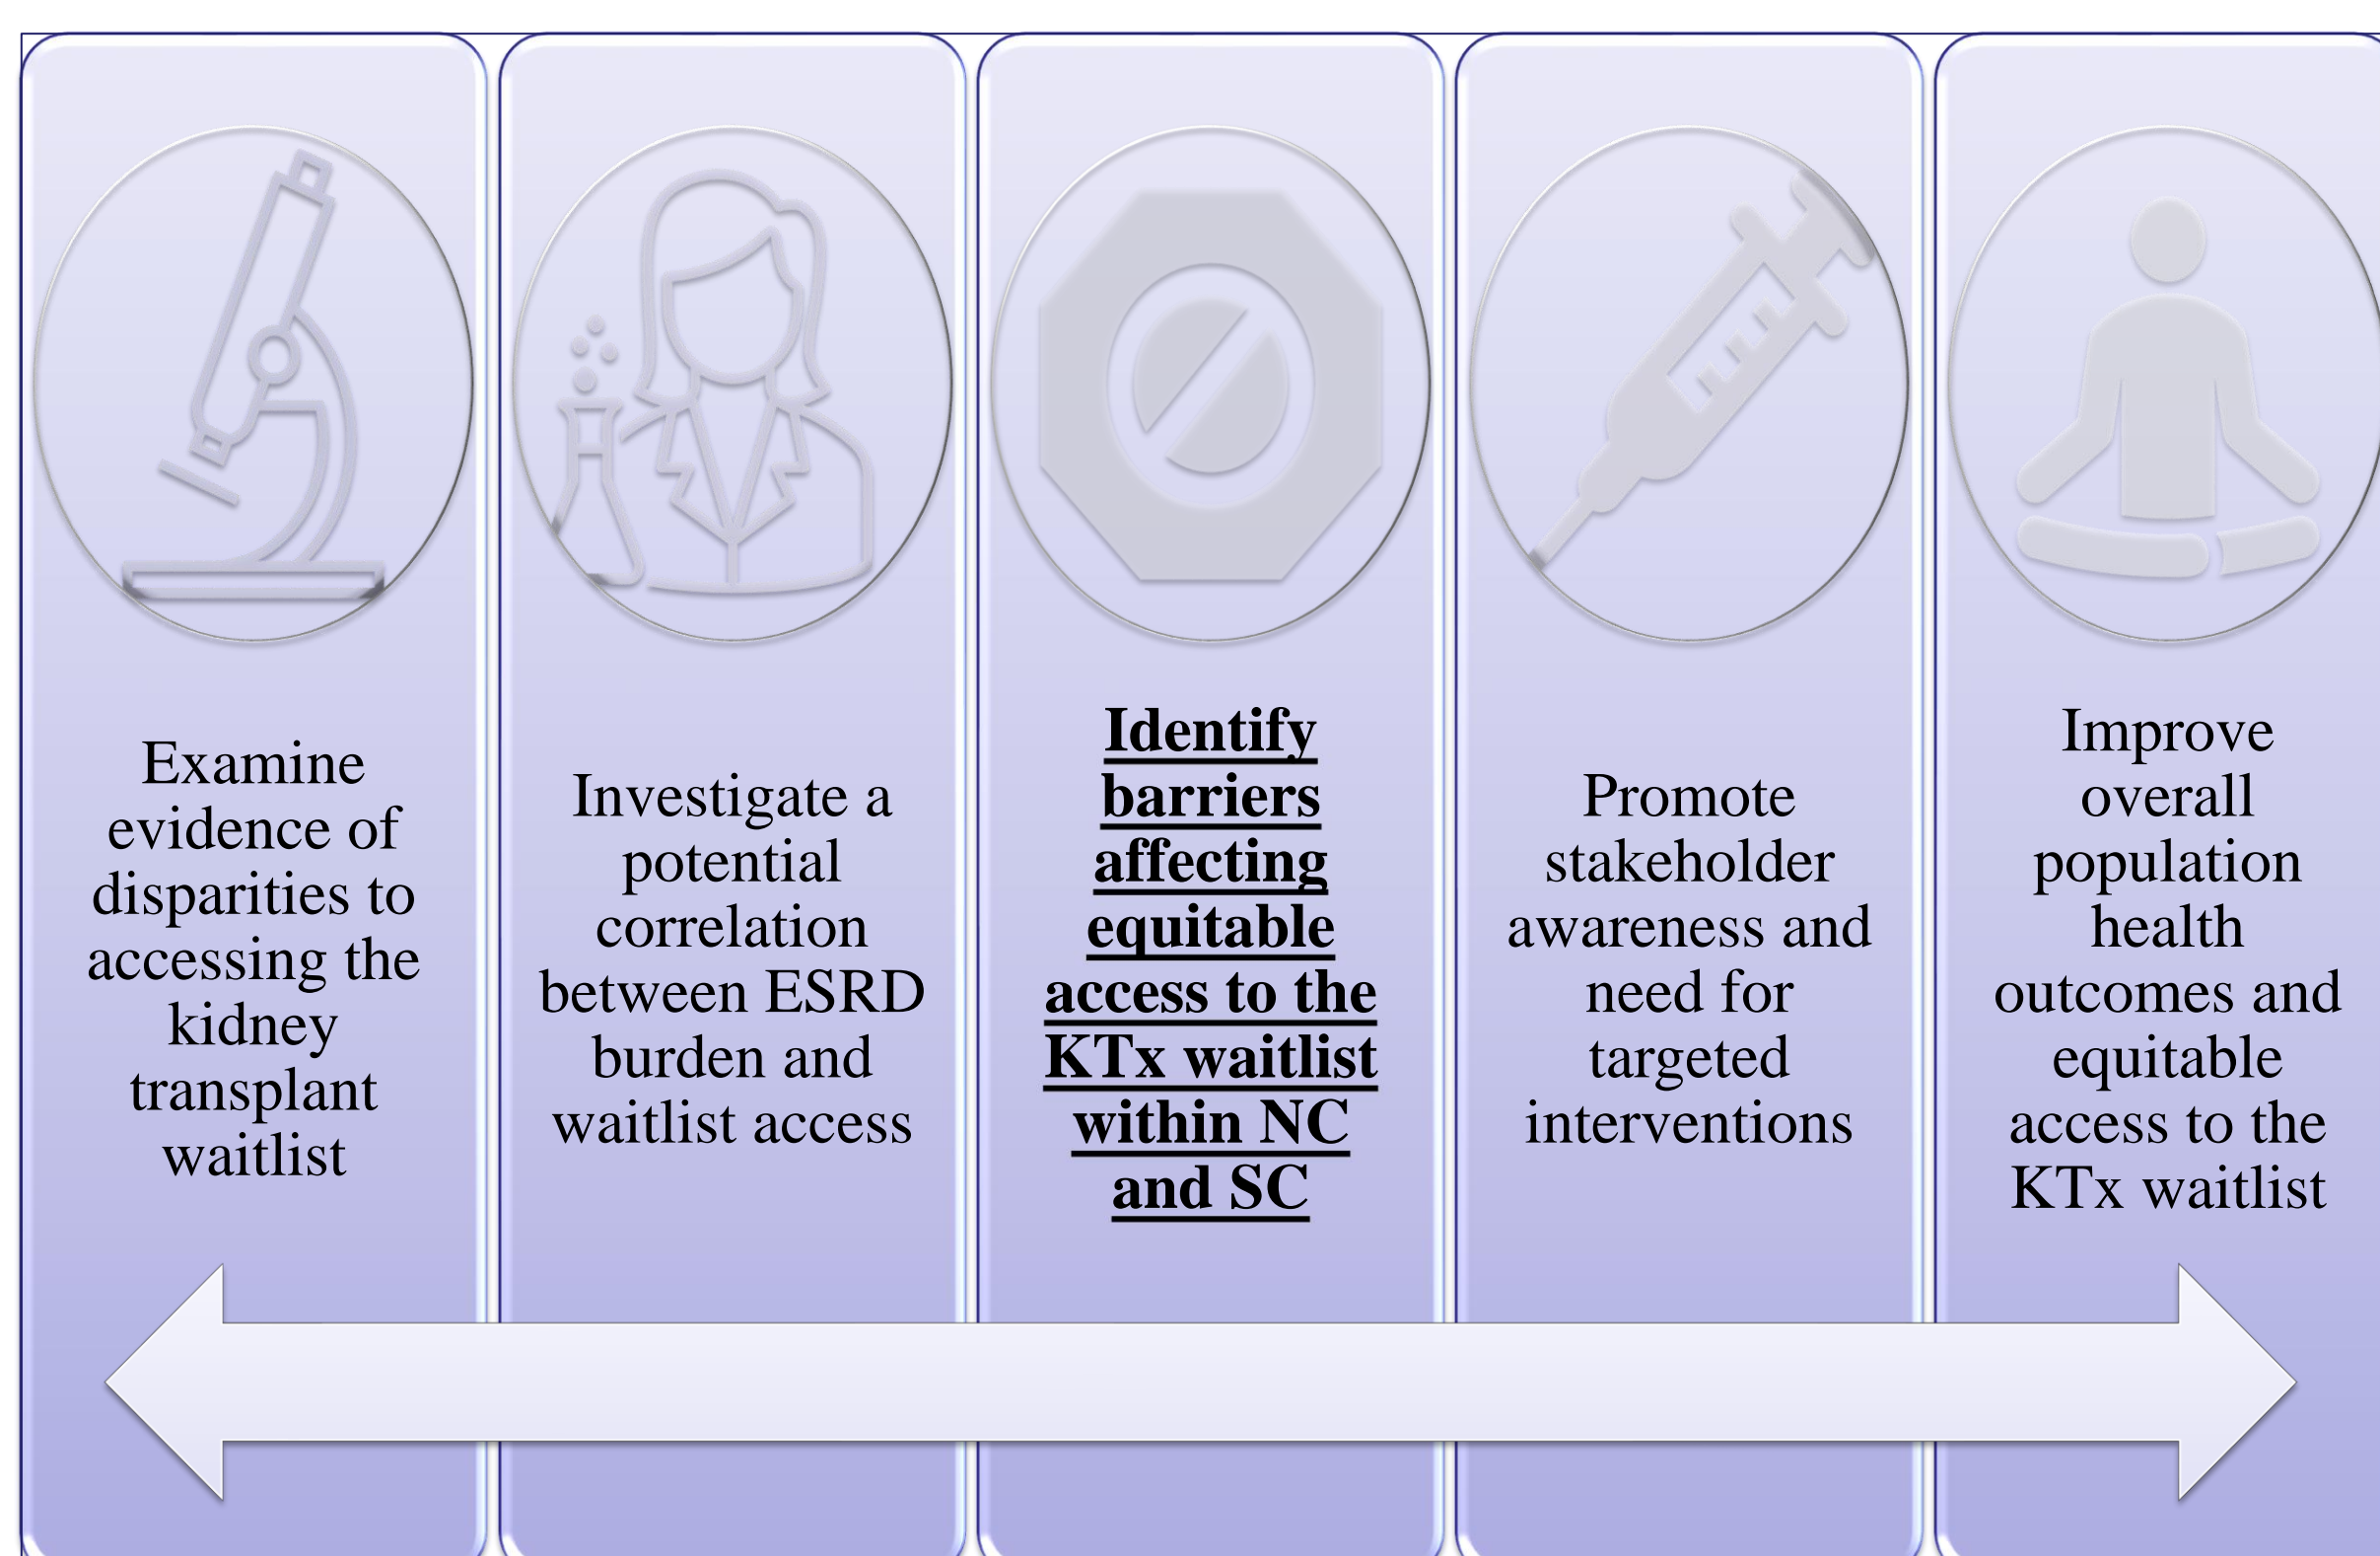 Examine
evidence of
disparities to
accessing the
kidney
transplant
waitlist
Investigate a
potential
correlation
between ESRD
burden and
waitlist access
Identify
barriers
affecting
equitable
access to the
KTx waitlist
within NC
and SC
Promote
stakeholder
awareness and
need for
targeted
interventions
Improve
overall
population
health
outcomes and
equitable
access to the
KTx waitlist